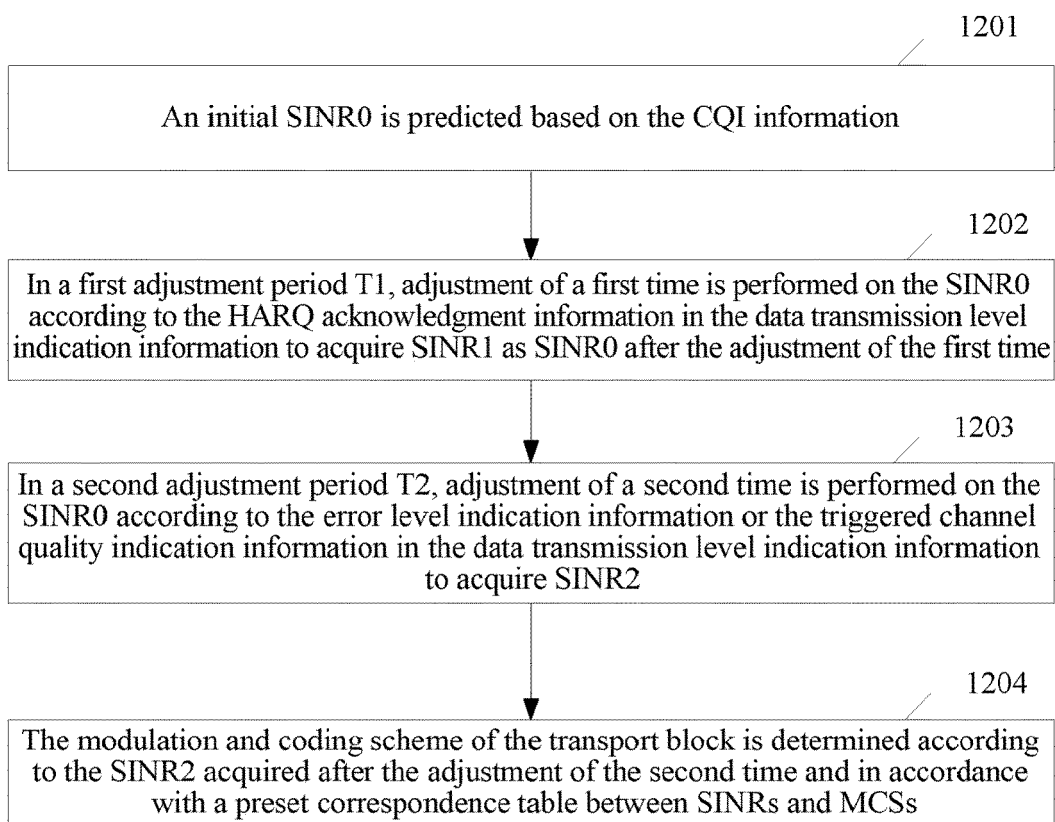 1201
An initial SINR0 is predicted based on the CQI information
1202
In a first adjustment period T1, adjustment of a first time is performed on the SINR0
according to the HARQ acknowledgment information in the data transmission level
indication information to acquire SINR1 as SINR0 after the adjustment of the first time
1203
In a second adjustment period T2, adjustment of a second time is performed on the
SINR0 according to the error level indication information or the triggered channel
quality indication information in the data transmission level indication information
to acquire SINR2
1204
The modulation and coding scheme of the transport block is determined according
to the SINR2 acquired after the adjustment of the second time and in accordance
with a preset correspondence table between SINRs and MCSs